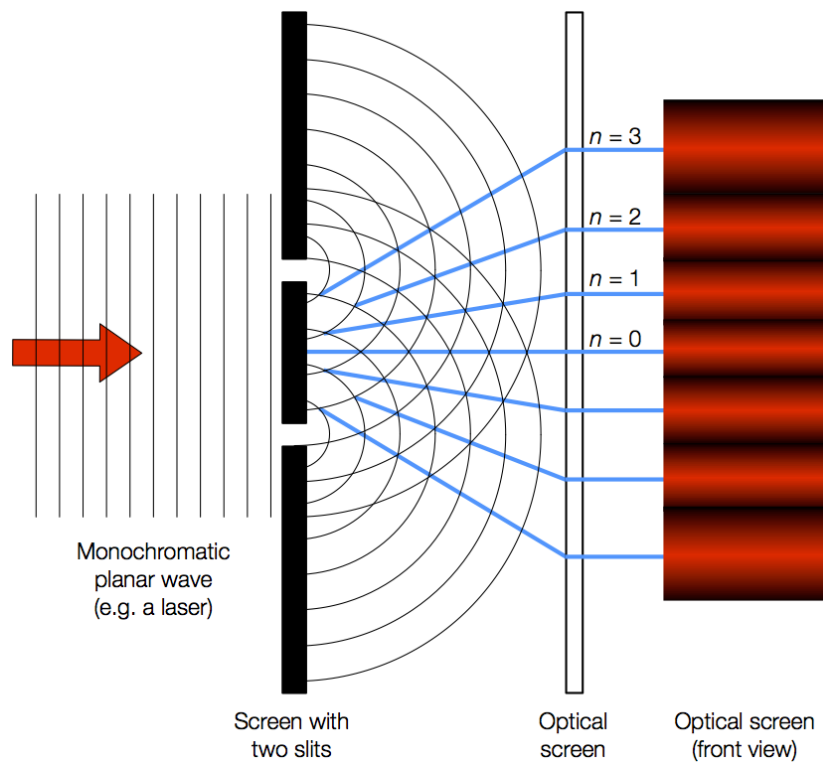 n = 3
n = 2
n = 1
n = 0
Monochromatic
planar wave
(e.g. a laser)
Screen with
two slits
Optical
screen
Optical screen
(front view)